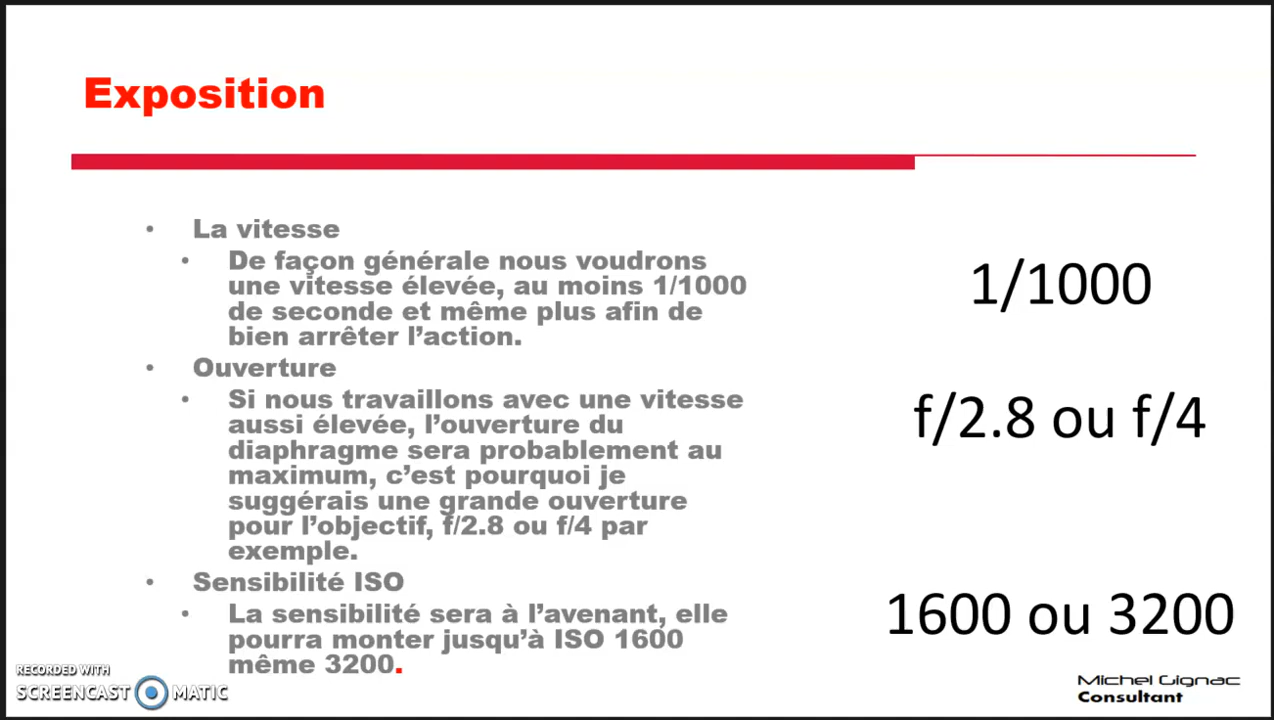 Exposition
• La vitesse
• De façon générale nous voudrons
une vitesse élevée, au moins 1/1000
de seconde et même plus afin de
bien arrêter l’action.
1/1000
• Ouverture
• Si nous travaillons avec une vitesse
aussi élevée, l’ouverture du
diaphragme sera probablement au
maximum, c’est pourquoi je
suggérais une grande ouverture
pour l’objectif, f/2.8 ou f/4 par
exemple.
f/2.8 ou f/4
• Sensibilité ISO
• La sensibilité sera à l’avenant, elle
pourra monter jusqu’à ISO 1600
même 3200.
1600 ou 3200
RECORDED WITH
SCREENCAST MATIC
Michel Gignac
Consultant